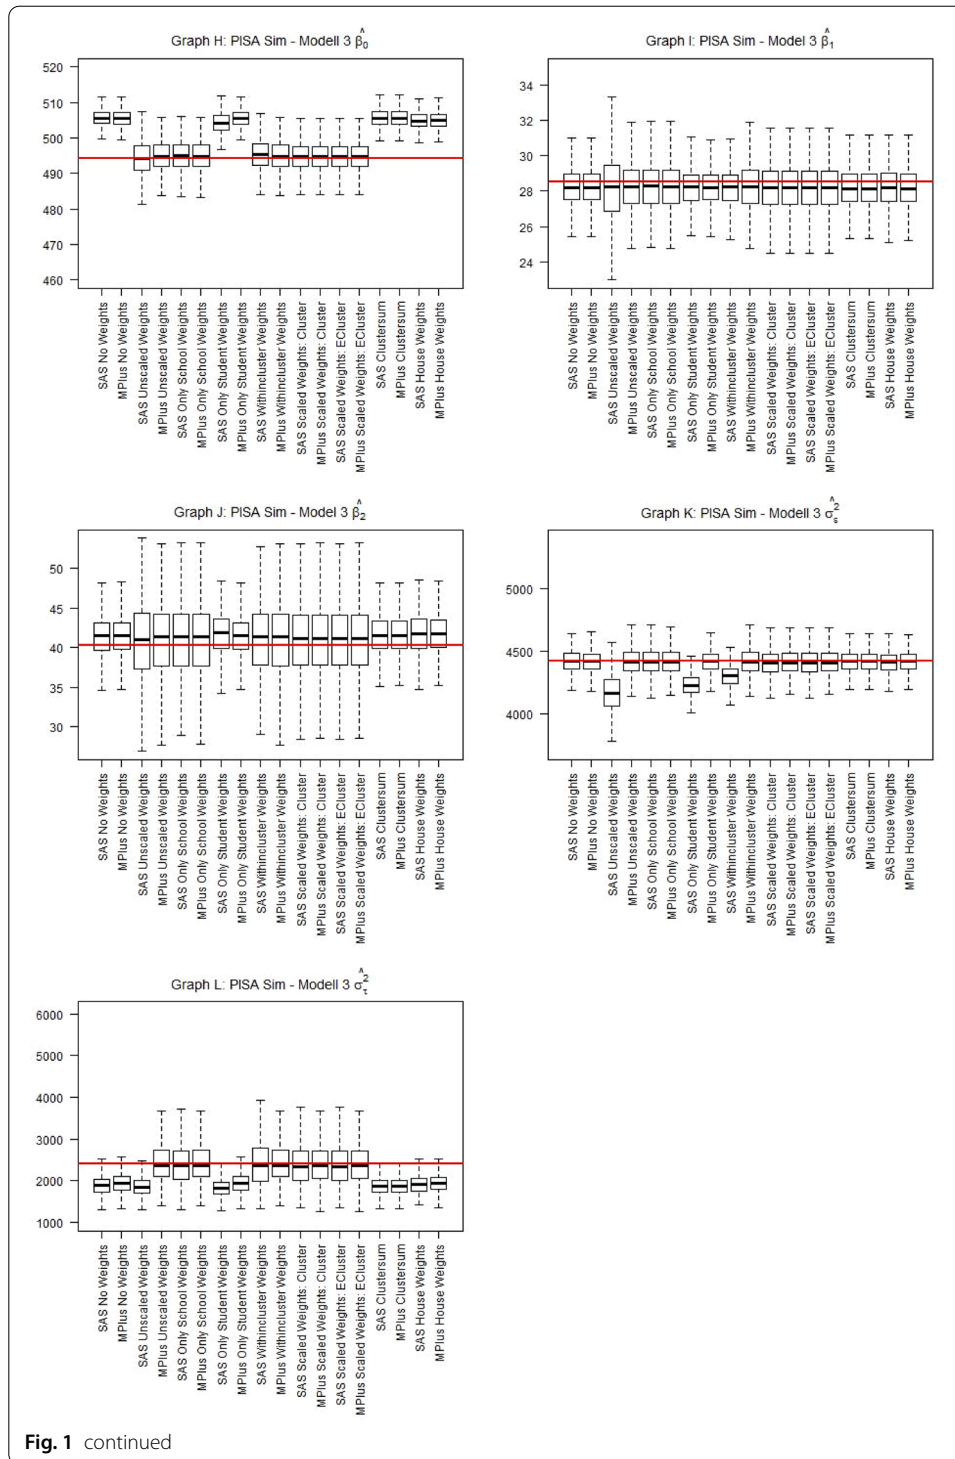 Graph H: PISA Sim - Modell 3 β̂₀
520
510
500
490
480
470
460
SAS No Weights
MPlus No Weights
SAS Unscaled Weights
MPlus Unscaled Weights
SAS Only School Weights
MPlus Only School Weights
SAS Only Student Weights
MPlus Only Student Weights
SAS Withincluster Weights
MPlus Withincluster Weights
SAS Scaled Weights: Cluster
MPlus Scaled Weights: Cluster
SAS Scaled Weights: ECluster
MPlus Scaled Weights: ECluster
SAS Clustersum
MPlus Clustersum
SAS House Weights
MPlus House Weights
Graph I: PISA Sim - Model 3 β̂₁
34
32
30
28
26
24
SAS No Weights
MPlus No Weights
SAS Unscaled Weights
MPlus Unscaled Weights
SAS Only School Weights
MPlus Only School Weights
SAS Only Student Weights
MPlus Only Student Weights
SAS Withincluster Weights
MPlus Withincluster Weights
SAS Scaled Weights: Cluster
MPlus Scaled Weights: Cluster
SAS Scaled Weights: ECluster
MPlus Scaled Weights: ECluster
SAS Clustersum
MPlus Clustersum
SAS House Weights
MPlus House Weights
Graph J: PISA Sim - Model 3 β̂₂
50
45
40
35
30
SAS No Weights
MPlus No Weights
SAS Unscaled Weights
MPlus Unscaled Weights
SAS Only School Weights
MPlus Only School Weights
SAS Only Student Weights
MPlus Only Student Weights
SAS Withincluster Weights
MPlus Withincluster Weights
SAS Scaled Weights: Cluster
MPlus Scaled Weights: Cluster
SAS Scaled Weights: ECluster
MPlus Scaled Weights: ECluster
SAS Clustersum
MPlus Clustersum
SAS House Weights
MPlus House Weights
Graph K: PISA Sim - Modell 3 σ̂²ₛ
5000
4500
4000
SAS No Weights
MPlus No Weights
SAS Unscaled Weights
MPlus Unscaled Weights
SAS Only School Weights
MPlus Only School Weights
SAS Only Student Weights
MPlus Only Student Weights
SAS Withincluster Weights
MPlus Withincluster Weights
SAS Scaled Weights: Cluster
MPlus Scaled Weights: Cluster
SAS Scaled Weights: ECluster
MPlus Scaled Weights: ECluster
SAS Clustersum
MPlus Clustersum
SAS House Weights
MPlus House Weights
Graph L: PISA Sim - Modell 3 σ̂²τ
6000
5000
4000
3000
2000
1000
SAS No Weights
MPlus No Weights
SAS Unscaled Weights
MPlus Unscaled Weights
SAS Only School Weights
MPlus Only School Weights
SAS Only Student Weights
MPlus Only Student Weights
SAS Withincluster Weights
MPlus Withincluster Weights
SAS Scaled Weights: Cluster
MPlus Scaled Weights: Cluster
SAS Scaled Weights: ECluster
MPlus Scaled Weights: ECluster
SAS Clustersum
MPlus Clustersum
SAS House Weights
MPlus House Weights
Fig. 1 continued